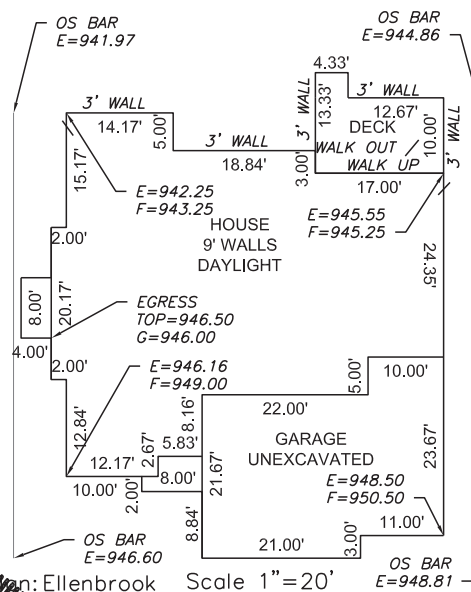 OS BAR
E=941.97
OS BAR
E=944.86
4.33'
3' WALL
14.17'
5.00'
3' WALL
13.33'
3' WALL
12.67'
DECK
10.00'
3' WALL
18.84'
3.00'
WALK OUT
WALK UP
17.00'
15.17'
E=942.25
F=943.25
HOUSE
9' WALLS
DAYLIGHT
E=945.55
F=945.25
2.00'
24.35'
8.00'
20.17'
EGRESS
TOP=946.50
G=946.00
4.00'
2.00'
E=946.16
F=949.00
5.00'
10.00'
8.16'
22.00'
12.84'
5.83'
GARAGE
UNEXCAVATED
23.67'
12.17'
2.67'
21.67'
10.00'
8.00'
2.00'
E=948.50
F=950.50
8.84'
11.00'
3.00'
21.00'
OS BAR
E=946.60
OS BAR
E=948.81
an: Ellenbrook Scale 1"=20'